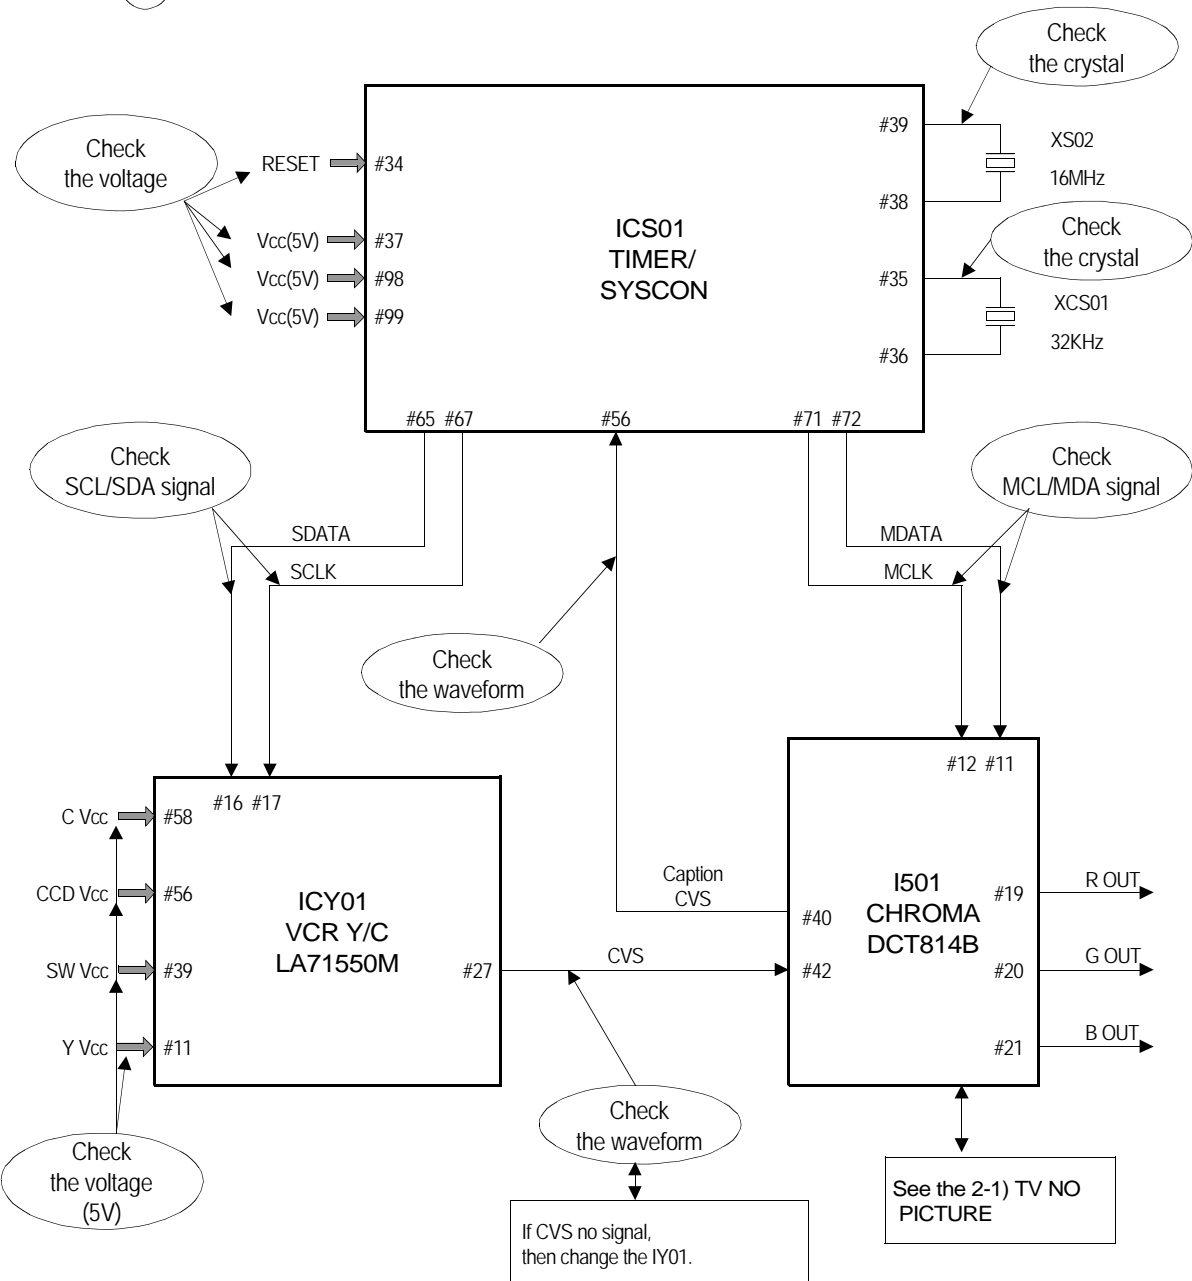 Check
the crystal
#39
XS02
16MHz
#38
Check
the voltage
RESET
#34
Vcc(5V)
#37
Vcc(5V)
#98
Vcc(5V)
#99
ICS01
TIMER/
SYSCON
Check
the crystal
#35
XCS01
32KHz
#36
#65 #67
#56
#71 #72
Check
SCL/SDA signal
Check
MCL/MDA signal
SDATA
SCLK
MDATA
MCLK
Check
the waveform
#12 #11
#16 #17
C Vcc
#58
CCD Vcc
#56
SW Vcc
#39
Y Vcc
#11
ICY01
VCR Y/C
LA71550M
#27
Caption
CVS
CVS
#40
#42
I501
CHROMA
DCT814B
#19
R OUT
#20
G OUT
#21
B OUT
Check
the voltage
(5V)
Check
the waveform
If CVS no signal,
then change the IY01.
See the 2-1) TV NO
PICTURE